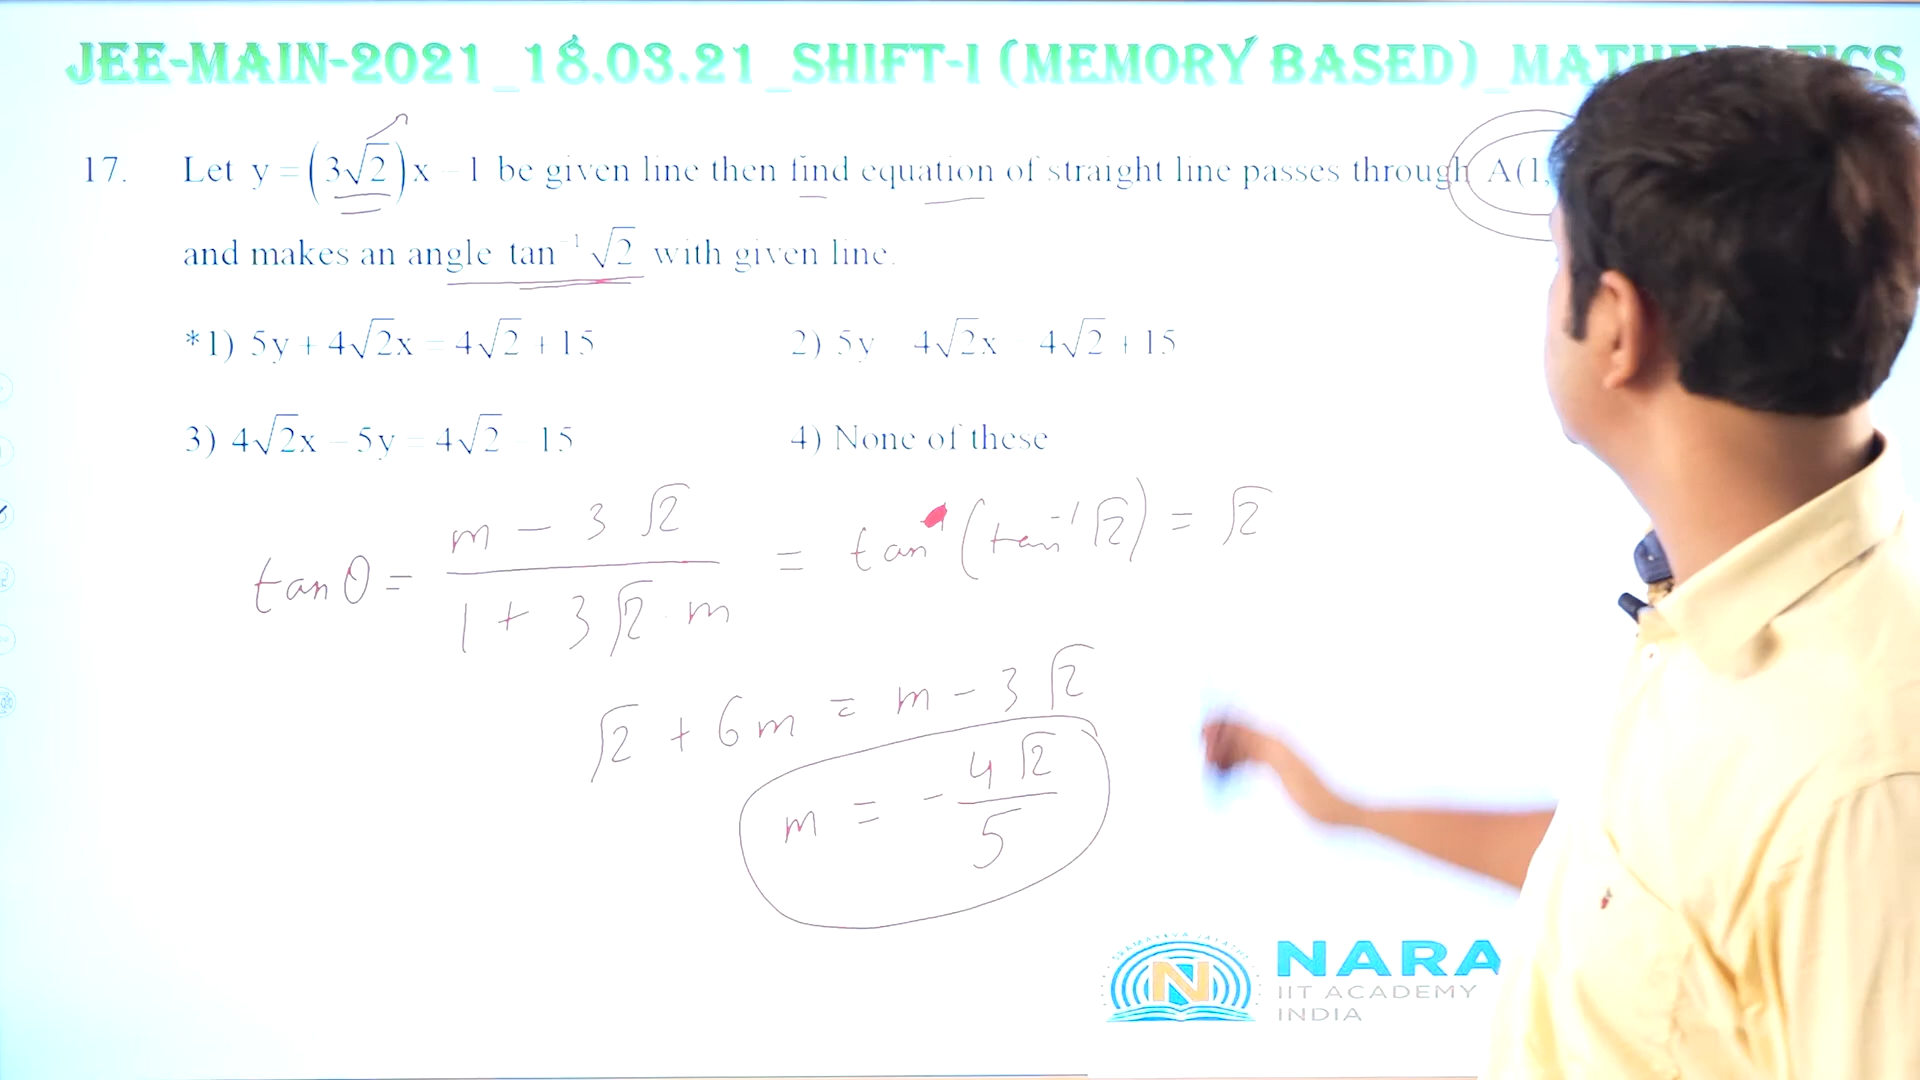 JEE-MAIN-2021_18.03.21_SHIFT-I (MEMORY BASED)_MATHEMATICS
17. Let y = (3√2)x - 1 be given line then find equation of straight line passes through A(1,
and makes an angle tan⁻¹ √2 with given line.
*1) 5y + 4√2x = 4√2 + 15
2) 5y 4√2x 4√2 + 15
3) 4√2x - 5y = 4√2 15
4) None of these
tan θ = (m - 3√2) / (1 + 3√2 · m) = tan (tan⁻¹ √2) = √2
√2 + 6m = m - 3√2
m = - 4√2 / 5
N
NARA
IIT ACADEMY
INDIA